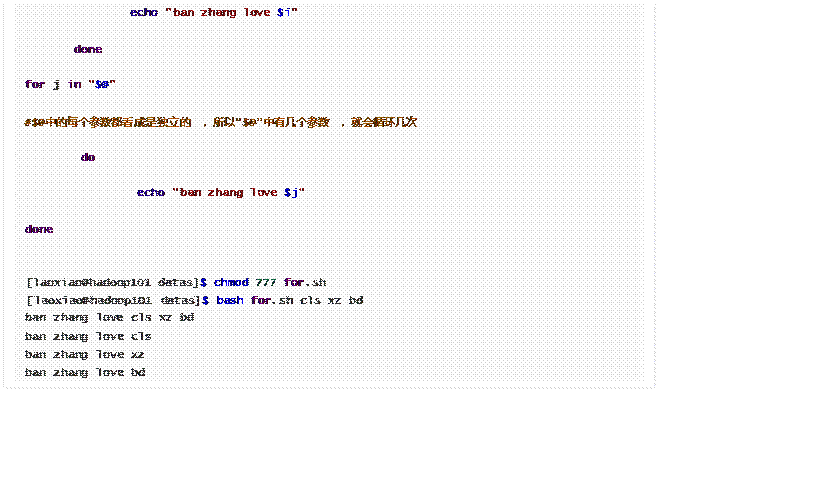 echo "ban zhang love $i"
done
for j in "$@"
#$@中的每个参数都看成是独立的 ，所以"$@"中有几个参数 ，就会循环几次
do
echo "ban zhang love $j"
done
[laoxiao@hadoop101 datas]$ chmod 777 for.sh
[laoxiao@hadoop101 datas]$ bash for.sh cls xz bd
ban zhang love cls xz bd
ban zhang love cls
ban zhang love xz
ban zhang love bd